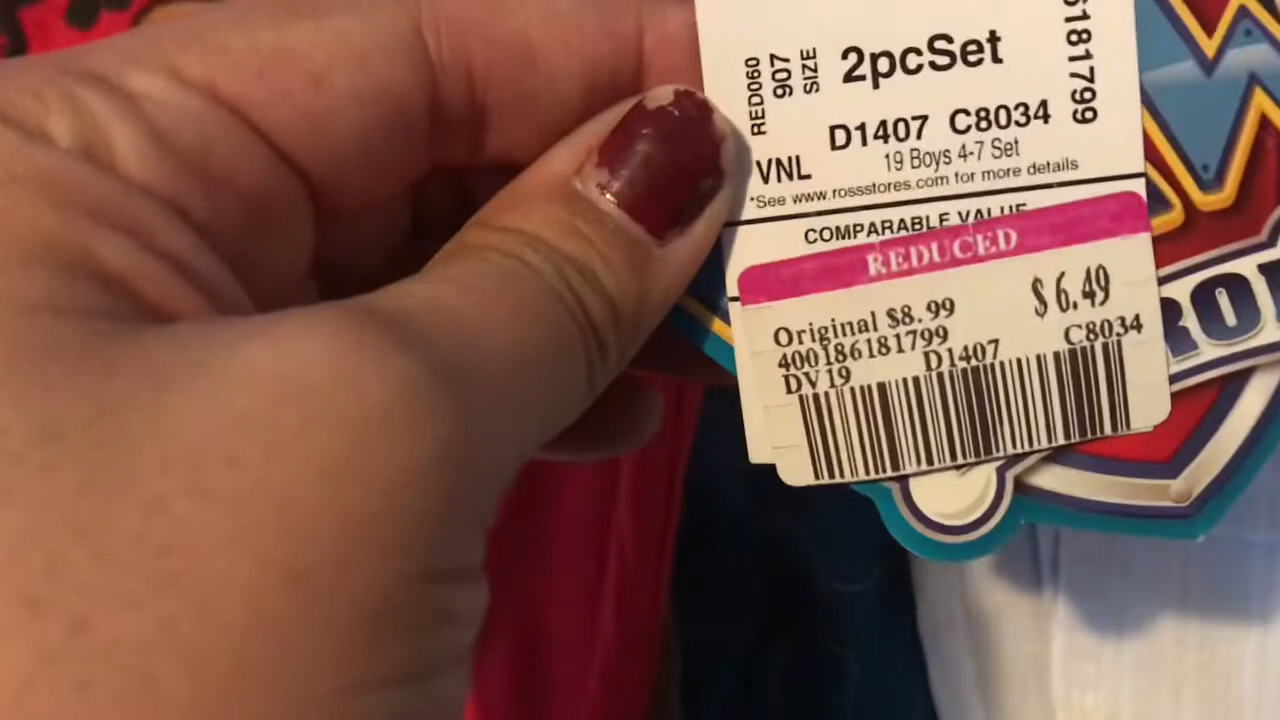 RED060
907
SIZE
2pcSet
6181799
D1407 C8034
VNL
19 Boys 4-7 Set
*See www.rossstores.com for more details
COMPARABLE VALUE
REDUCED
$6.49
Original $8.99
400186181799
DV19 D1407 C8034